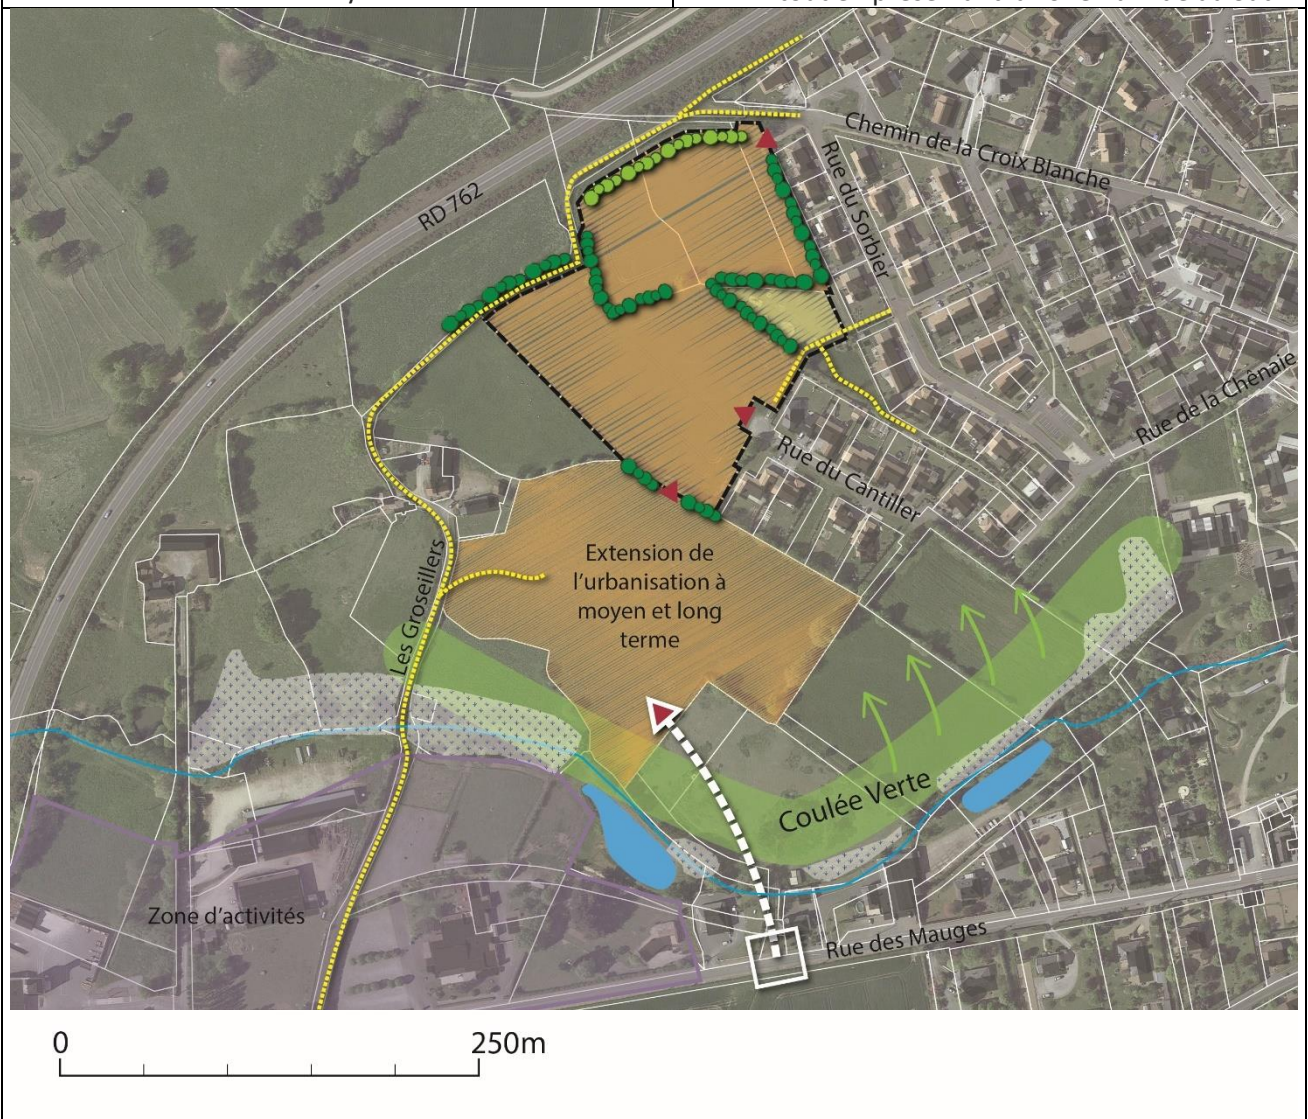 Chemin de la Croix Blanche
Rue du Sorbier
RD 762
Rue de la Chênaie
Rue du Cantiller
Extension de
l'urbanisation à
moyen et long
terme
Les Groseillers
Coulée Verte
Zone d'activités
Rue des Mauges
0 250m